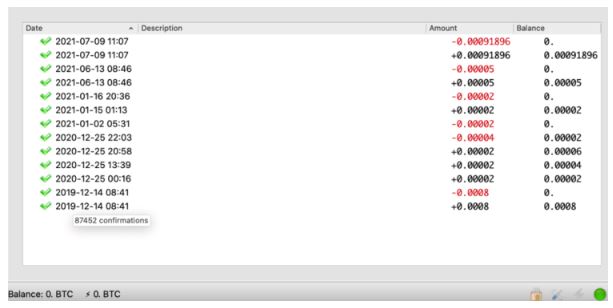 Date Description Amount Balance
2021-07-09 11:07 -0.00091896 0.
2021-07-09 11:07 +0.00091896 0.00091896
2021-06-13 08:46 -0.00005 0.
2021-06-13 08:46 +0.00005 0.00005
2021-01-16 20:36 -0.00002 0.
2021-01-15 01:13 +0.00002 0.00002
2021-01-02 05:31 -0.00002 0.
2020-12-25 22:03 -0.00004 0.00002
2020-12-25 20:58 +0.00002 0.00006
2020-12-25 13:39 +0.00002 0.00004
2020-12-25 00:16 +0.00002 0.00002
2019-12-14 08:41 -0.0008 0.
2019-12-14 08:41 +0.0008 0.0008
87452 confirmations
Balance: 0. BTC ⚡ 0. BTC